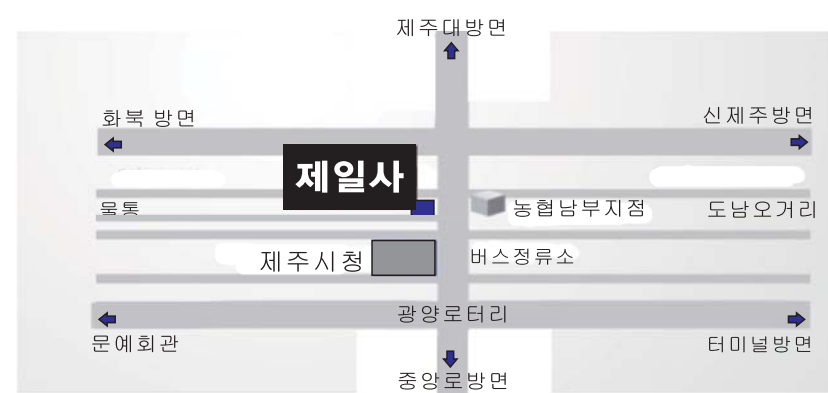 제주대방면
화북 방면
신제주방면
제일사
물통
농협남부지점
도남오거리
제주시청
버스정류소
광양로터리
문예회관
터미널방면
중앙로방면